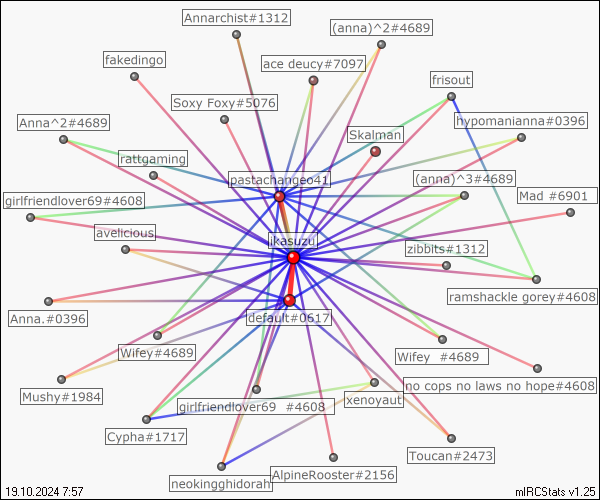 Annarchist#1312
(anna)^2#4689
fakedingo
ace deucy#7097
frisout
Soxy Foxy#5076
Anna^2#4689
hypomanianna#0396
Skalman
rattgaming
pastachangeo41
(anna)^3#4689
girlfriendlover69#4608
Mad #6901
avelicious
ikasuzu
zibbits#1312
ramshackle gorey#4608
Anna.#0396
default#0617
Wifey#4689
Wifey #4689
no cops no laws no hope#4608
Mushy#1984
girlfriendlover69 #4608
xenoyaut
Cypha#1717
Toucan#2473
neokingghidorah
AlpineRooster#2156
19.10.2024 7:57
mIRCStats v1.25